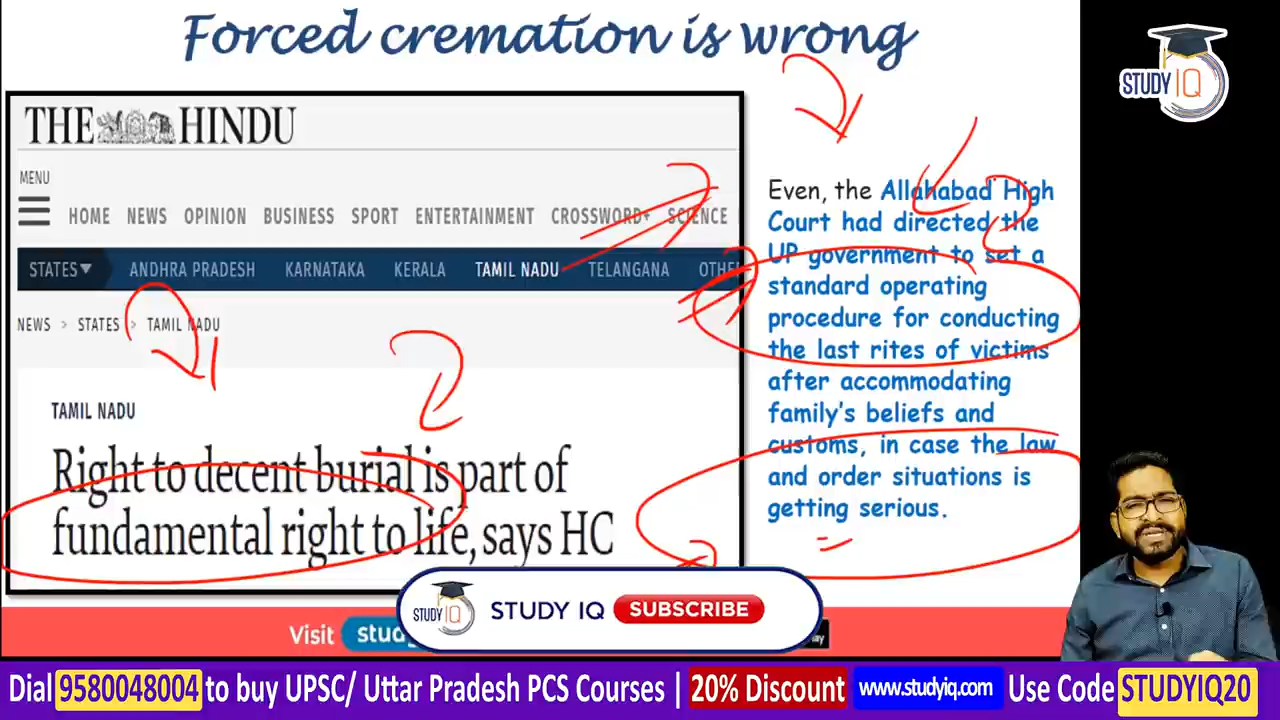 Forced cremation is wrong
STUDY IQ
THE HINDU
MENU
HOME NEWS OPINION BUSINESS SPORT ENTERTAINMENT CROSSWORD+ SCIENCE
STATES▼ ANDHRA PRADESH KARNATAKA KERALA TAMIL NADU TELANGANA OTHE
NEWS > STATES > TAMIL NADU
TAMIL NADU
Right to decent burial is part of
fundamental right to life, says HC
Even, the Allahabad High
Court had directed the
UP government to set a
standard operating
procedure for conducting
the last rites of victims
after accommodating
family's beliefs and
customs, in case the law
and order situations is
getting serious.
STUDY IQ STUDY IQ SUBSCRIBE
Visit
Dial 9580048004 to buy UPSC/ Uttar Pradesh PCS Courses | 20% Discount www.studyiq.com Use Code STUDYIQ20